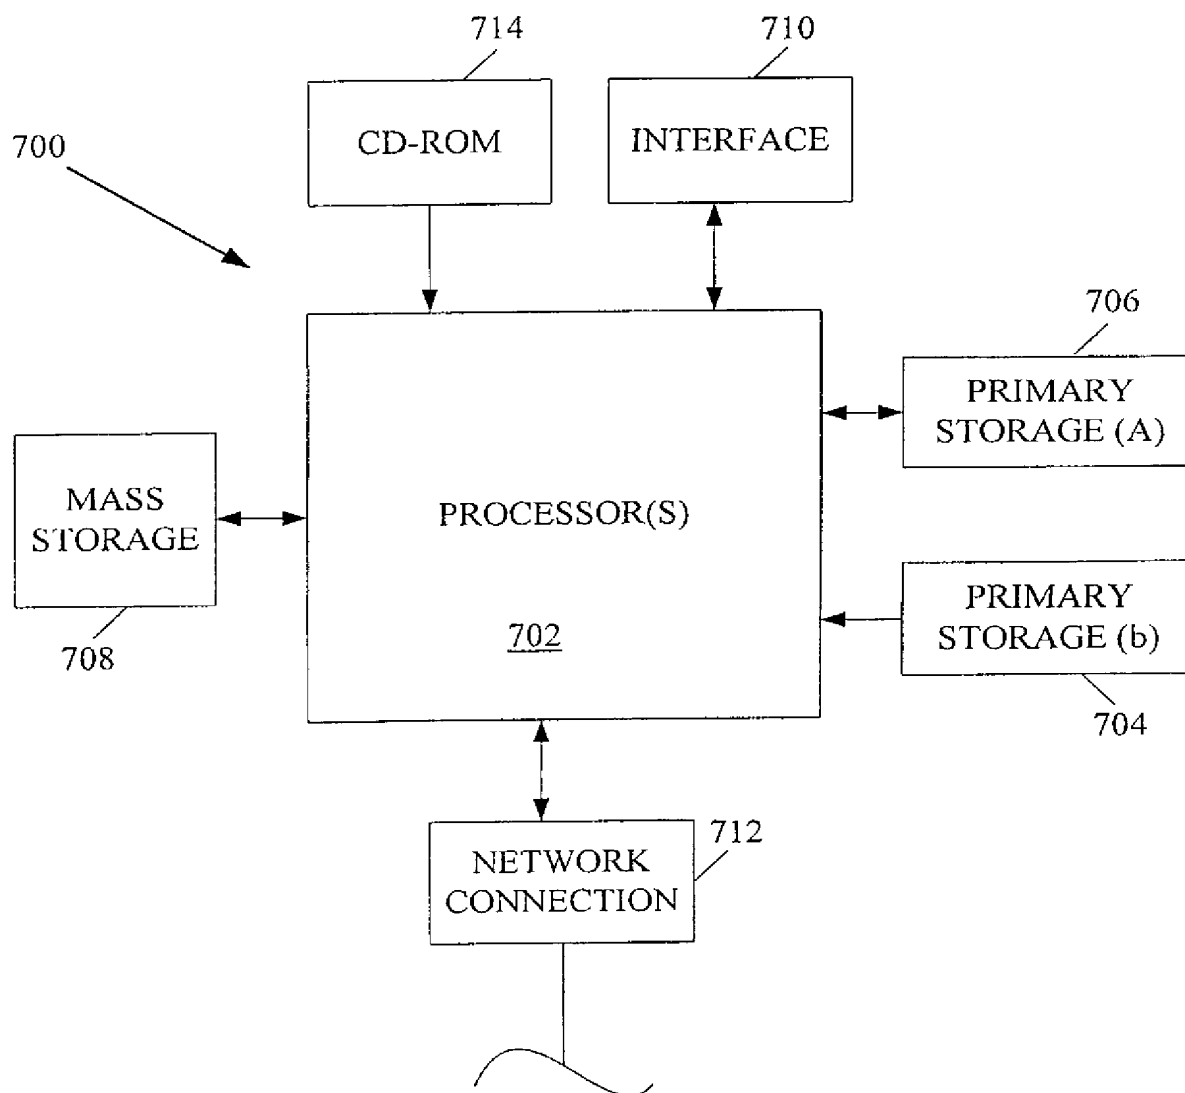 714
710
CD-ROM
INTERFACE
700
706
PRIMARY
STORAGE (A)
MASS
STORAGE
708
PROCESSOR(S)
702
PRIMARY
STORAGE (b)
704
712
NETWORK
CONNECTION